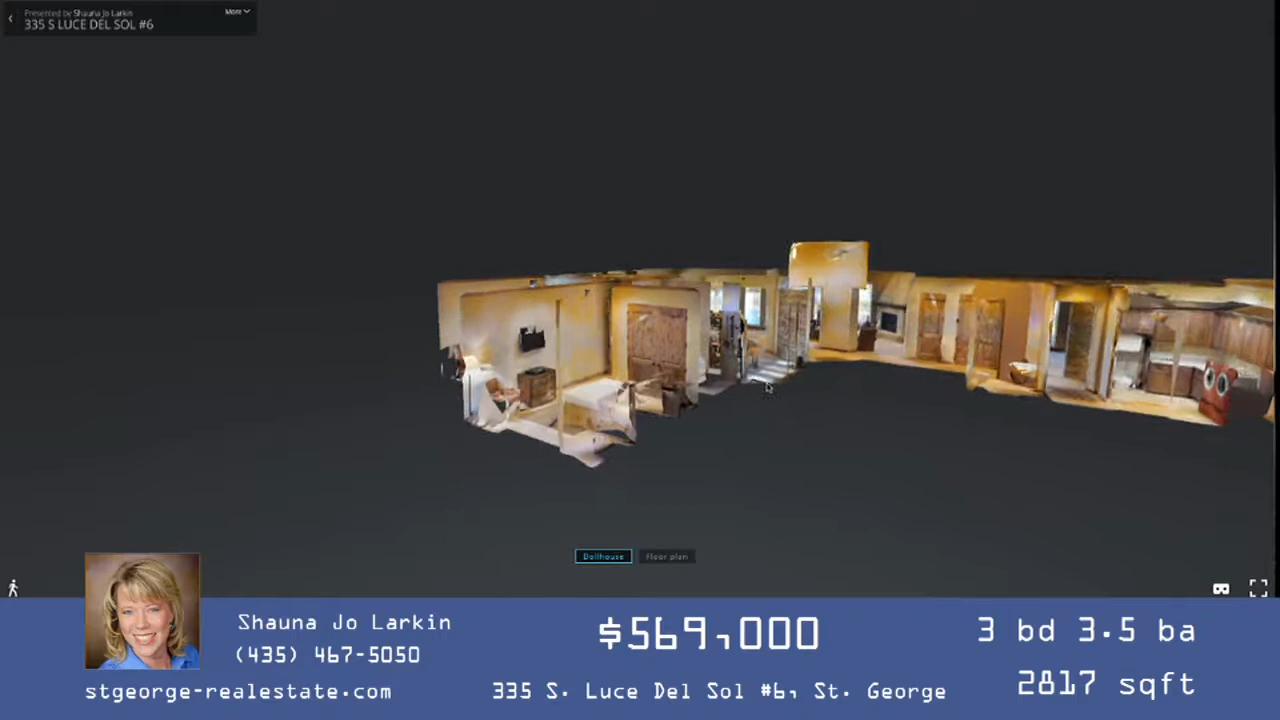 Presented by Shauna Jo Larkin
335 S LUCE DEL SOL #6
More
Dollhouse
Floor plan
Shauna Jo Larkin
(435) 467-5050
stgeorge-realestate.com
$569,000
335 S. Luce Del Sol #6, St. George
3 bd 3.5 ba
2817 sqft